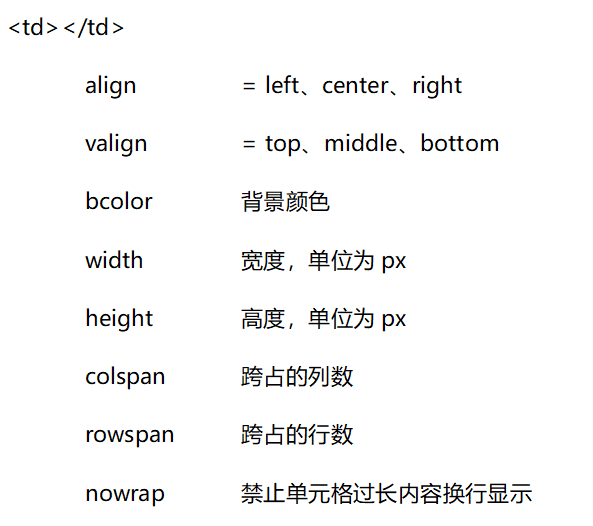 <td></td>
align = left、center、right
valign = top、middle、bottom
bcolor 背景颜色
width 宽度，单位为 px
height 高度，单位为 px
colspan 跨占的列数
rowspan 跨占的行数
nowrap 禁止单元格过长内容换行显示